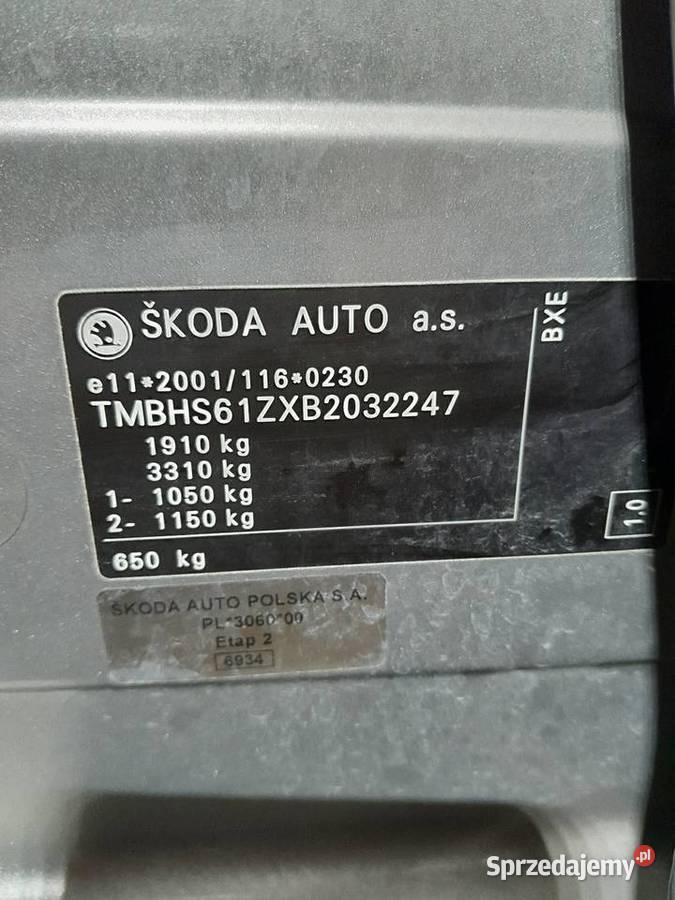 ŠKODA AUTO a.s.
BXE
e11*2001/116*0230
TMBHS61ZXB2032247
1910 kg
3310 kg
1- 1050 kg
2- 1150 kg
1.0
650 kg
ŠKODA AUTO POLSKA S.A.
PL*3060*00
Etap 2
6934
Sprzedajemy.pl